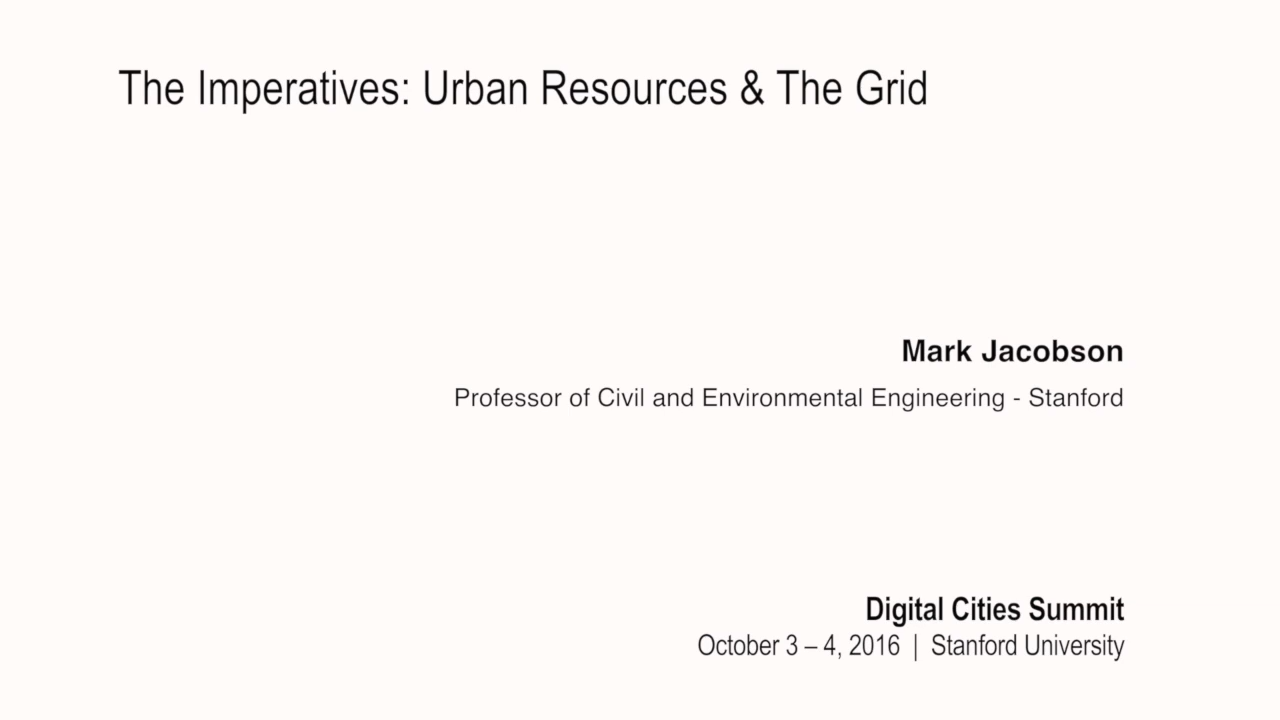 The Imperatives: Urban Resources & The Grid
Mark Jacobson
Professor of Civil and Environmental Engineering - Stanford
Digital Cities Summit
October 3 – 4, 2016 | Stanford University